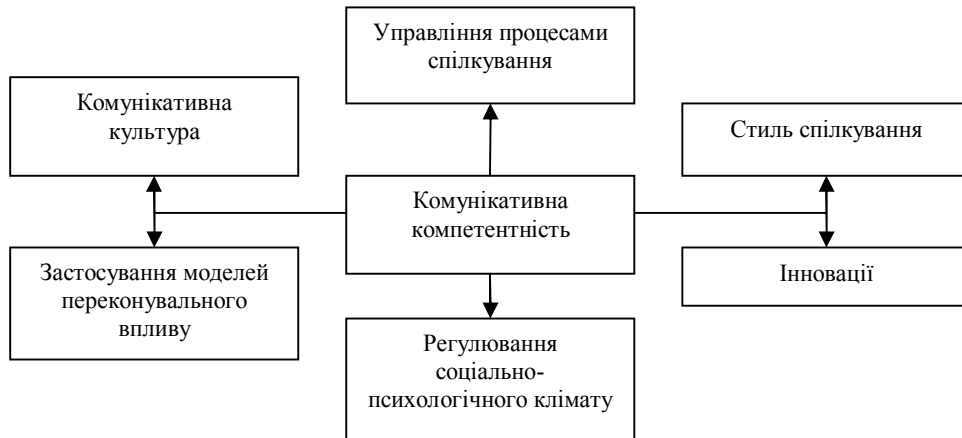 Управління процесами
спілкування
Комунікативна
культура
Стиль спілкування
Комунікативна
компетентність
Застосування моделей
переконувального
впливу
Інновації
Регулювання
соціально-
психологічного клімату